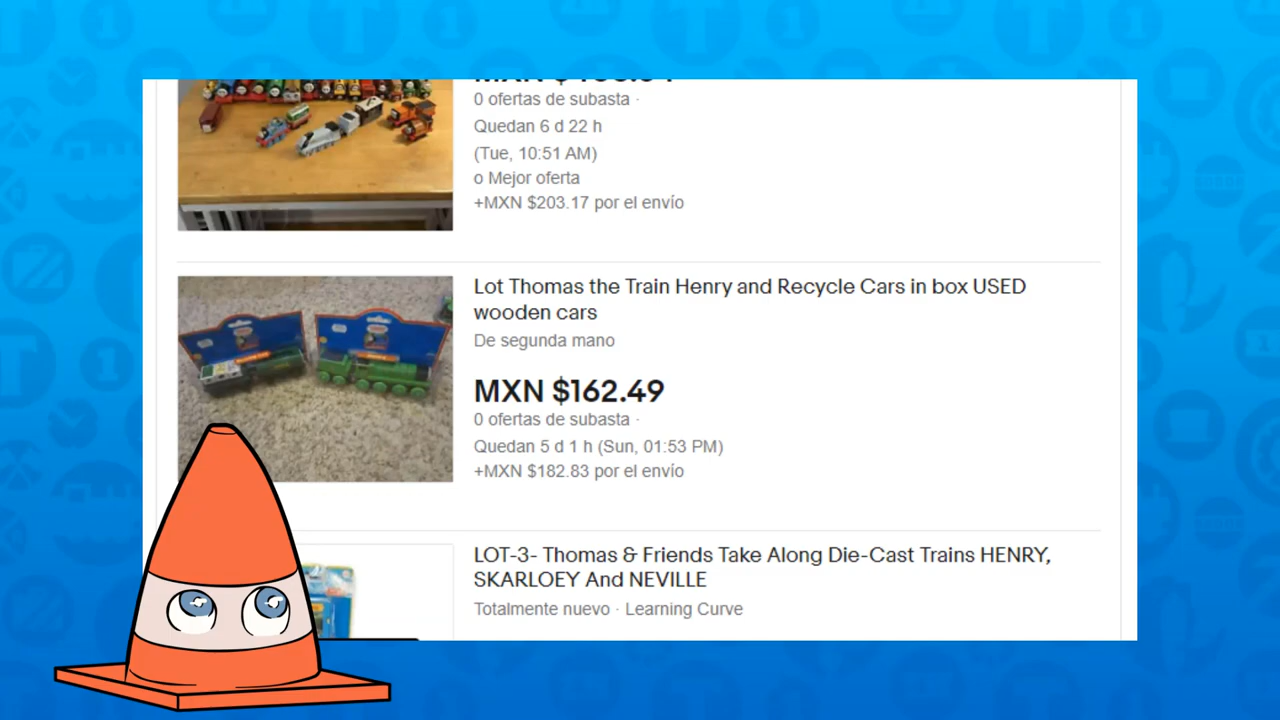 0 ofertas de subasta ·
Quedan 6 d 22 h
(Tue, 10:51 AM)
o Mejor oferta
+MXN $203.17 por el envío
Lot Thomas the Train Henry and Recycle Cars in box USED
wooden cars
De segunda mano
MXN $162.49
0 ofertas de subasta ·
Quedan 5 d 1 h (Sun, 01:53 PM)
+MXN $182.83 por el envío
LOT-3- Thomas & Friends Take Along Die-Cast Trains HENRY,
SKARLOEY And NEVILLE
Totalmente nuevo · Learning Curve